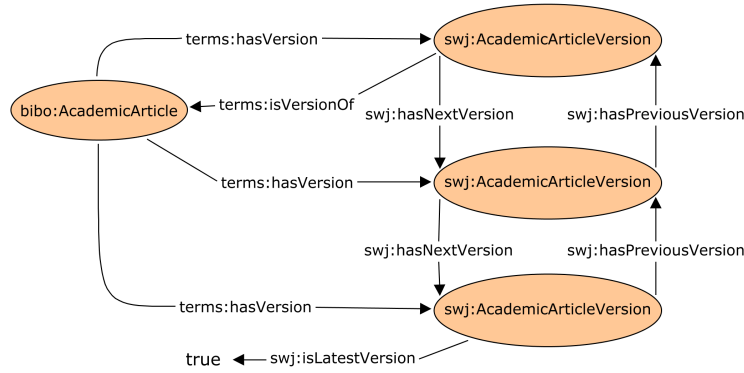 terms:hasVersion
swj:AcademicArticleVersion
bibo:AcademicArticle
terms:isVersionOf
swj:hasNextVersion
swj:hasPreviousVersion
terms:hasVersion
swj:AcademicArticleVersion
swj:hasNextVersion
swj:hasPreviousVersion
terms:hasVersion
swj:AcademicArticleVersion
true
swj:isLatestVersion